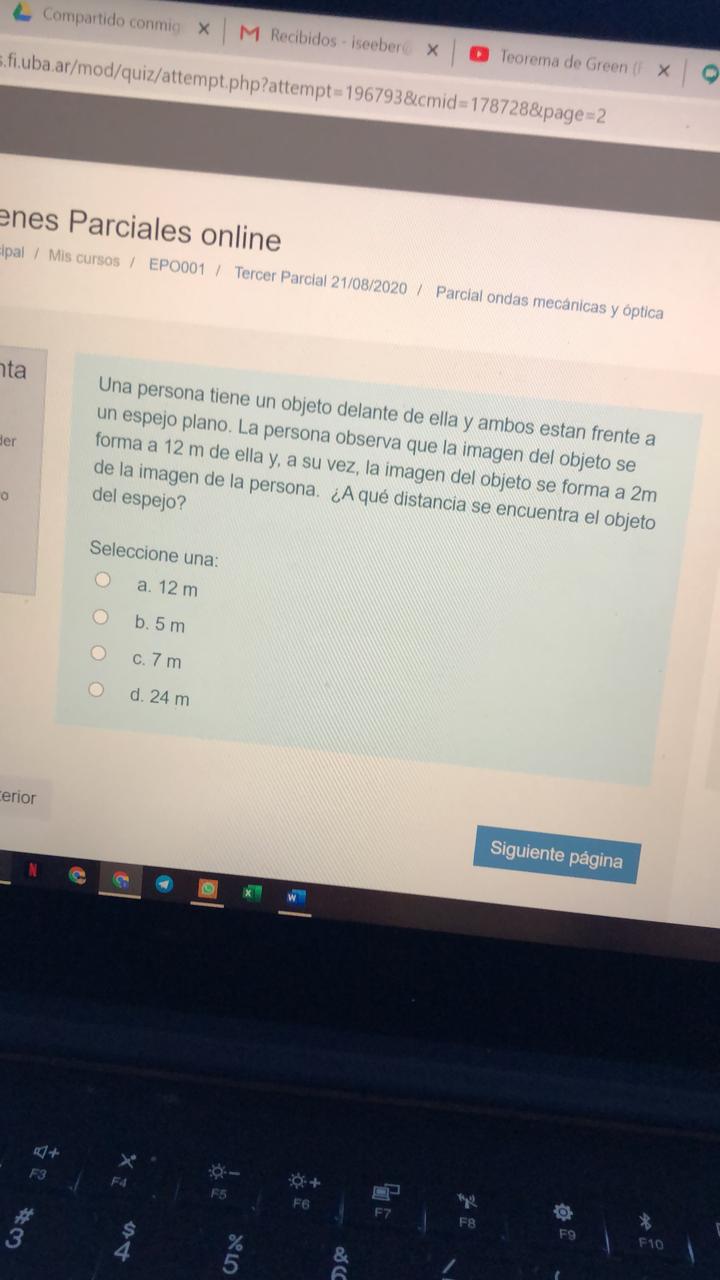 Compartido conmig
Recibidos - iseeber@
Teorema de Green (F
s.fi.uba.ar/mod/quiz/attempt.php?attempt=196793&cmid=178728&page=2
enes Parciales online
cipal / Mis cursos / EPO001 / Tercer Parcial 21/08/2020 / Parcial ondas mecánicas y óptica
nta
der
o
Una persona tiene un objeto delante de ella y ambos estan frente a
un espejo plano. La persona observa que la imagen del objeto se
forma a 12 m de ella y, a su vez, la imagen del objeto se forma a 2m
de la imagen de la persona. ¿A qué distancia se encuentra el objeto
del espejo?
Seleccione una:
a. 12 m
b. 5 m
c. 7 m
d. 24 m
terior
Siguiente página
F3
F4
F5
F6
F7
F8
F9
F10
# $ % &
3 4 5 6